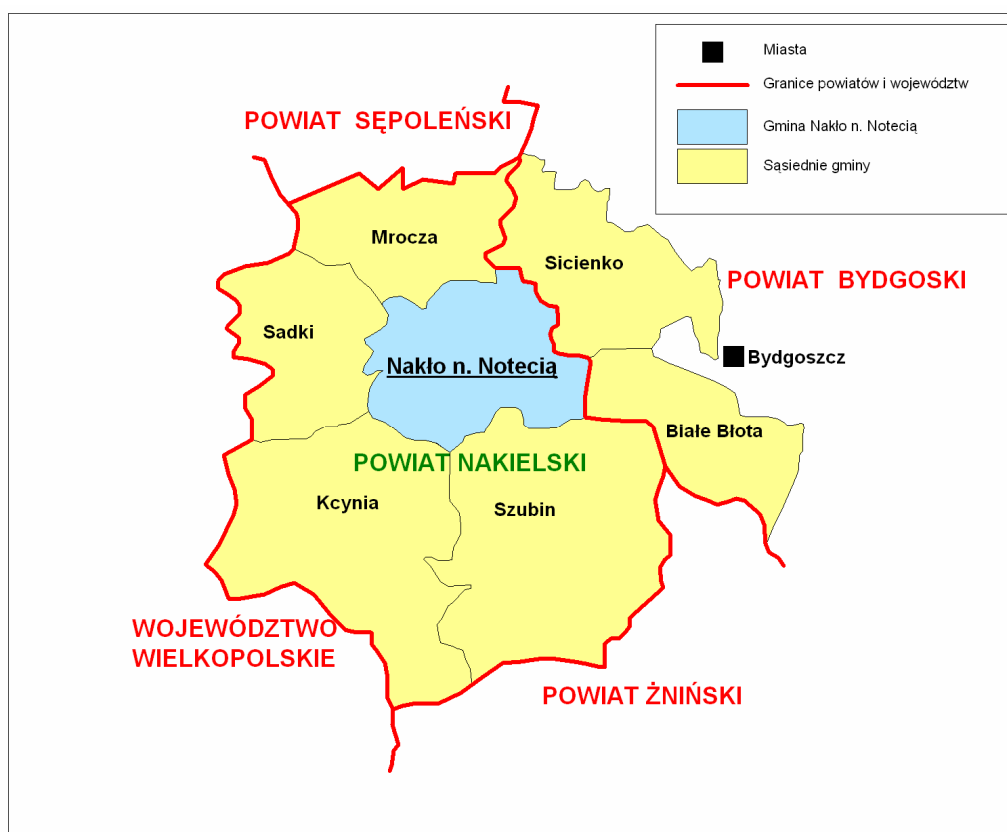 Miasta
Granice powiatów i województw
Gmina Nakło n. Notecią
Sąsiednie gminy
POWIAT SĘPOLEŃSKI
Mrocza
Sicienko
POWIAT BYDGOSKI
Sadki
Bydgoszcz
Nakło n. Notecią
Białe Błota
POWIAT NAKIELSKI
Kcynia
Szubin
WOJEWÓDZTWO
WIELKOPOLSKIE
POWIAT ŻNIŃSKI